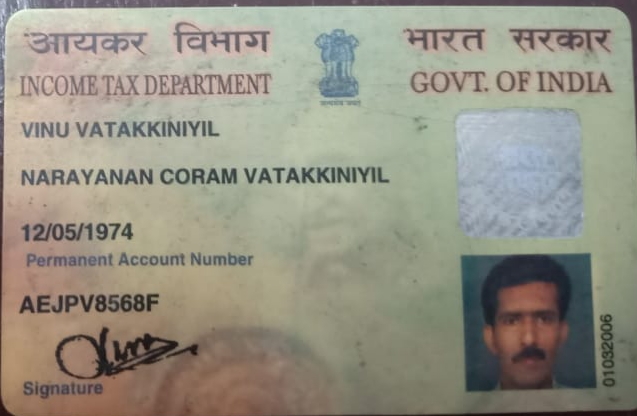 आयकर विभाग
INCOME TAX DEPARTMENT
भारत सरकार
GOVT. OF INDIA
VINU VATAKKINIYIL
NARAYANAN CORAM VATAKKINIYIL
12/05/1974
Permanent Account Number
AEJPV8568F
Signature
01032006